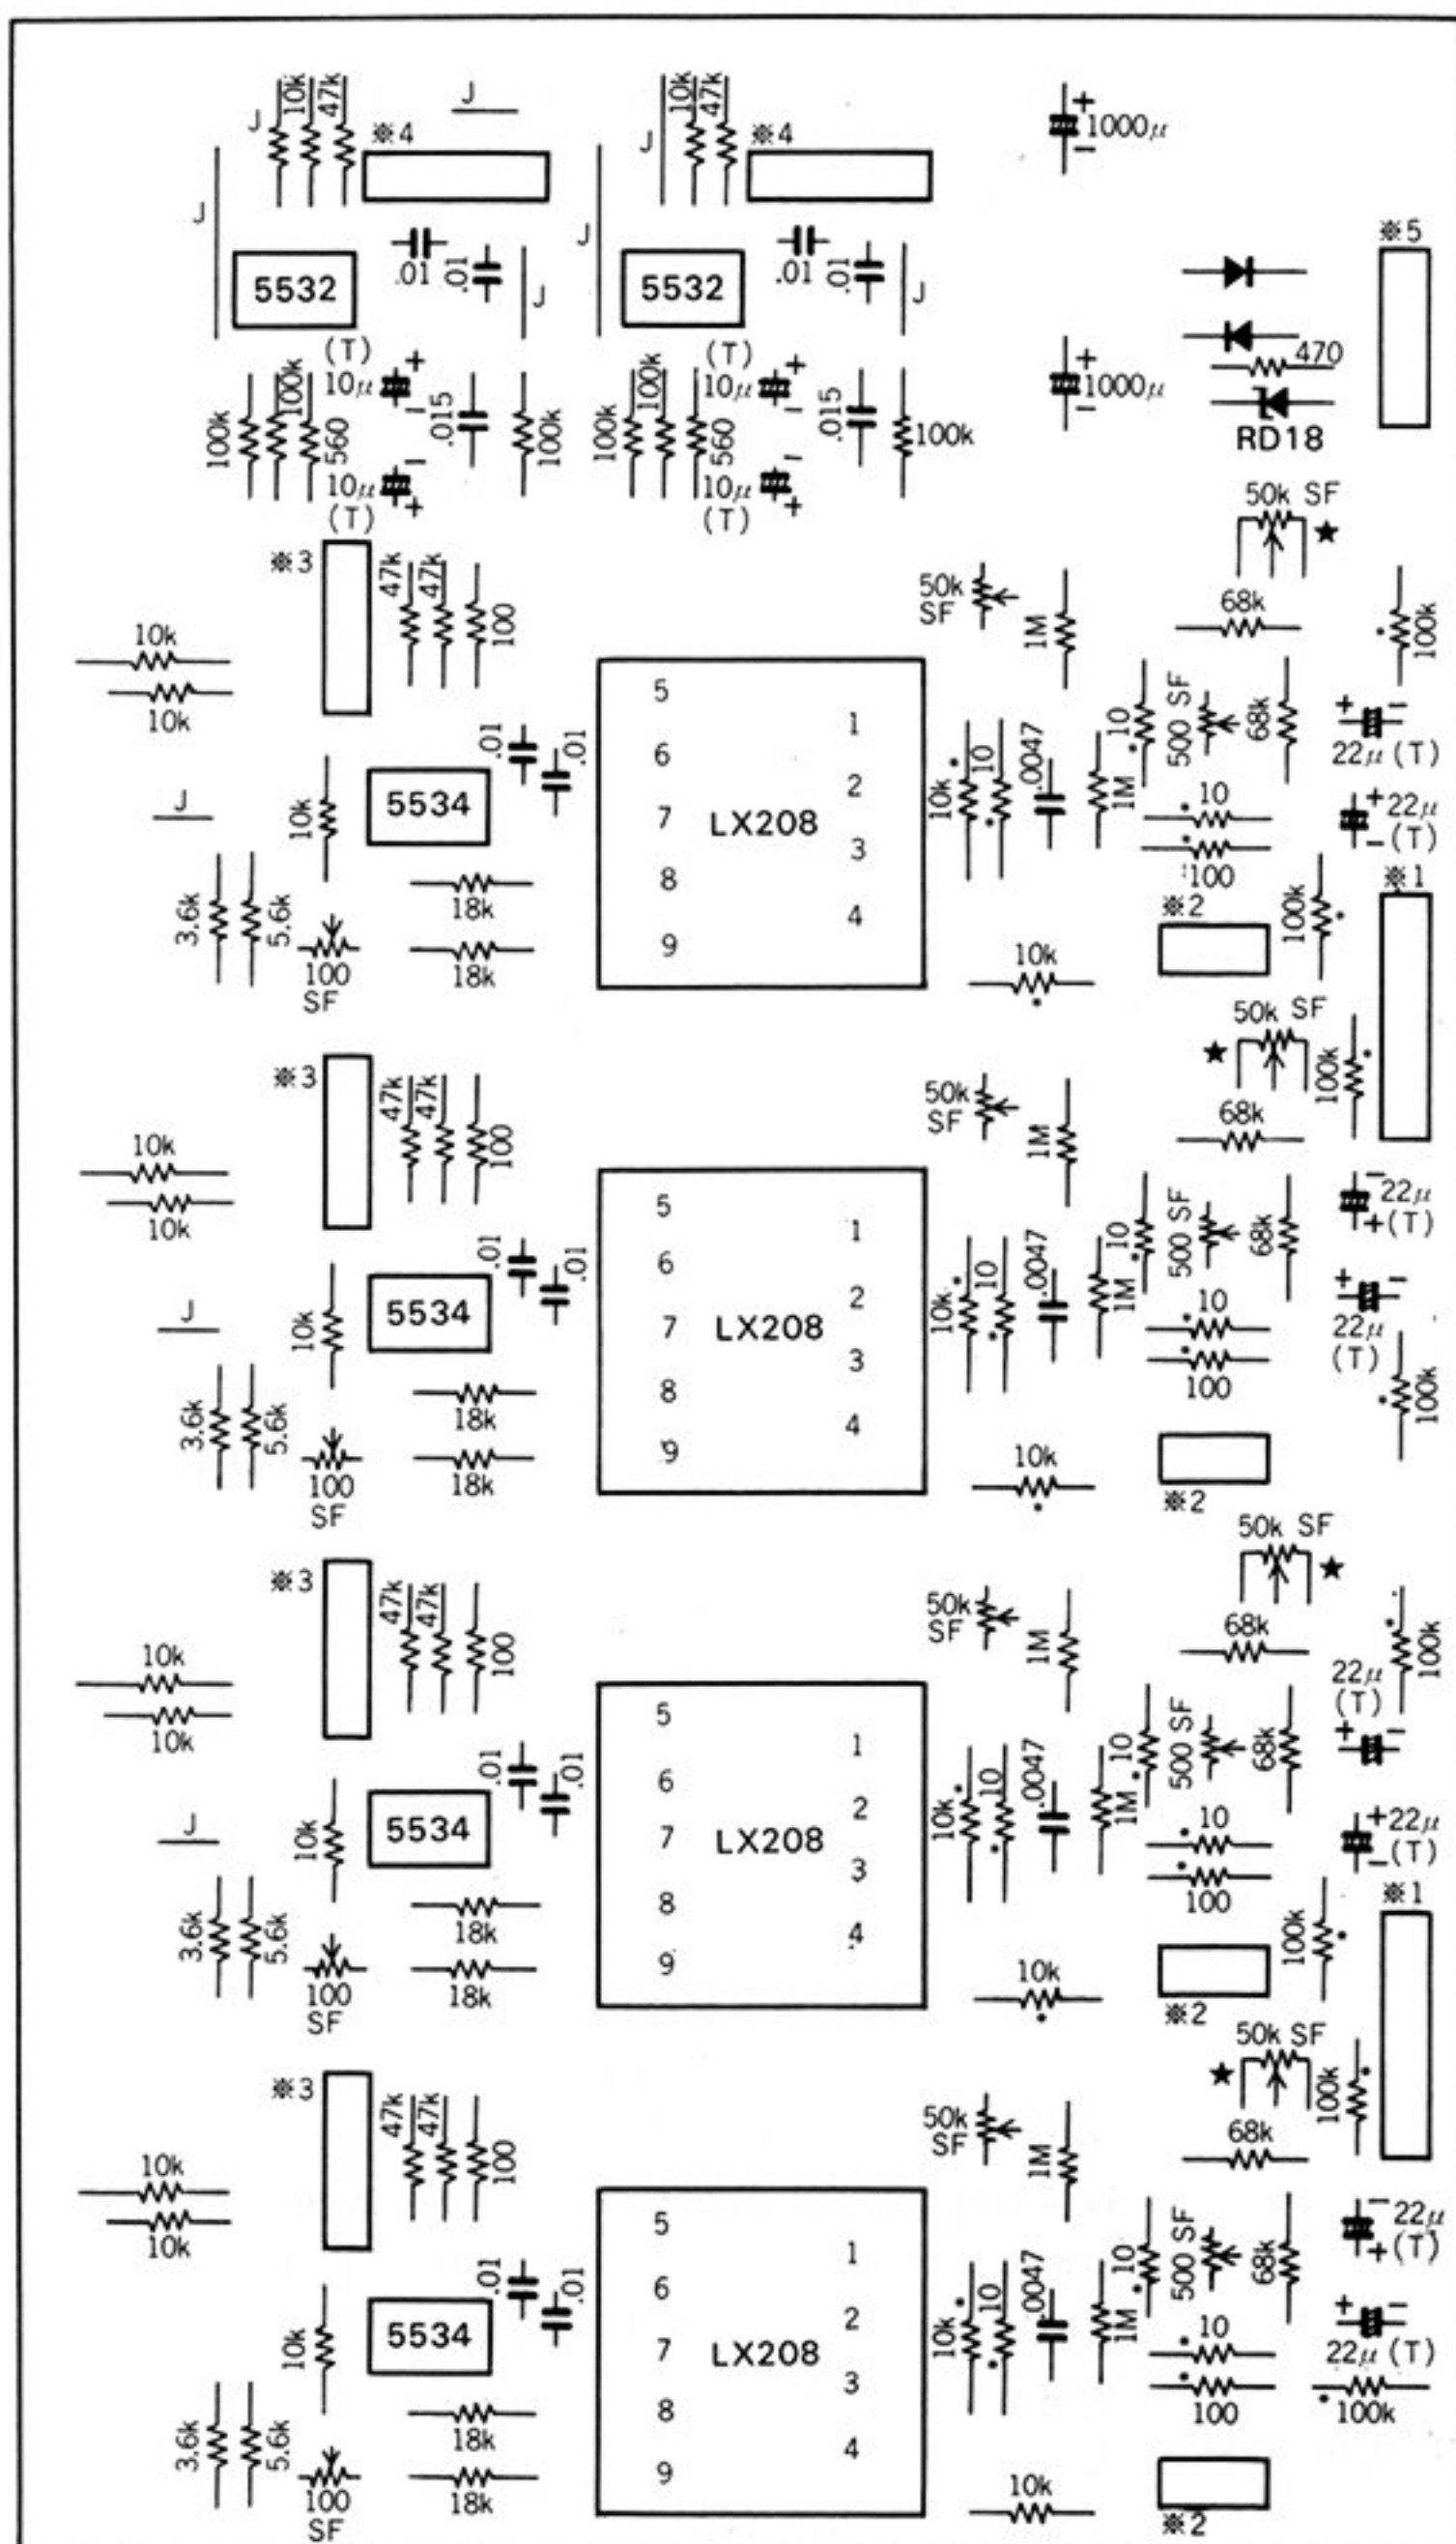 J
10k
47k
※4
J
J
5532
.01
.01
J
J
10k
47k
※4
J
5532
.01
.01
J
+
1000μ
-
+
1000μ
-
※5
470
RD18
100k
100k
560
(T)
10μ
+
-
10μ
-
+
(T)
.015
100k
100k
100k
560
(T)
10μ
+
-
10μ
-
+
(T)
.015
100k
50k SF
★
※3
47k
47k
100
10k
10k
10k
J
5534
.01
.01
3.6k
5.6k
100
SF
18k
18k
LX208
5
6
7
8
9
1
2
3
4
50k
SF
1M
68k
100k
10k
10
.0047
1M
10
500 SF
68k
+
-
22μ (T)
10
100
+
22μ
-
(T)
10k
※2
100k
※1
50k SF
★
100k
※3
47k
47k
100
10k
10k
10k
J
5534
.01
.01
3.6k
5.6k
100
SF
18k
18k
LX208
5
6
7
8
9
1
2
3
4
50k
SF
1M
68k
10k
10
.0047
1M
10
500 SF
68k
-
22μ
+
(T)
+
-
22μ
(T)
10
100
100k
10k
※2
50k SF
★
※3
47k
47k
100
10k
10k
10k
J
5534
.01
.01
3.6k
5.6k
100
SF
18k
18k
LX208
5
6
7
8
9
1
2
3
4
50k
SF
1M
68k
100k
22μ
(T)
+
-
10k
10
.0047
1M
10
500 SF
68k
10
100
+
22μ
-
(T)
10k
※2
100k
※1
50k SF
★
100k
※3
47k
47k
100
10k
10k
10k
5534
.01
.01
3.6k
5.6k
100
SF
18k
18k
LX208
5
6
7
8
9
1
2
3
4
50k
SF
1M
68k
10k
10
.0047
1M
10
500 SF
68k
-
22μ
+
(T)
+
-
22μ (T)
10
100
100k
10k
※2